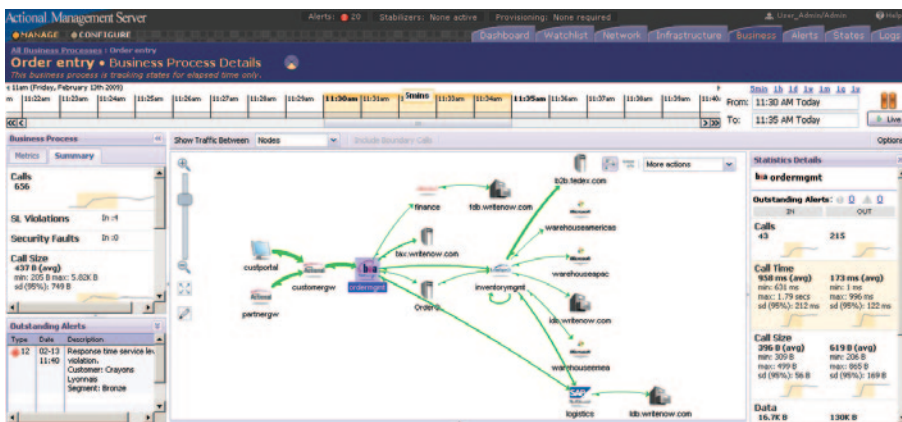 Actional Management Server
Alerts: 20 Stabilizers: None active Provisioning: None required
User_Admin/Admin Help
MANAGE CONFIGURE
Dashboard Watchlist Network Infrastructure Business Alerts States Logs
All Business Processes : Order entry
Order entry • Business Process Details
This business process is tracking states for elapsed time only.
11am (Friday, February 13th 2009)
11:22am 11:23am 11:24am 11:25am 11:26am 11:27am 11:28am 11:29am 11:30am 11:31am 5mins 11:33am 11:34am 11:35am 11:36am 11:37am 11:38am 11:39am 11:40
5min 1h 1d 1w 1m 1q 1y
From: 11:30 AM Today
To: 11:35 AM Today
Live
Business Process
Metrics Summary
Calls
656
SL Violations In :4
Security Faults In :0
Call Size
437 B (avg)
min: 205 B max: 5.82K B
sd (95%): 749 B
Outstanding Alerts
Type Date Description
12 02-13 11:40 Response time service lev
violation.
Customer: Crayons
Lyonnais
Segment: Bronze
Show Traffic Between Nodes Include Boundary Calls Option
More actions
b2b.fedex.com
finance
fdb.writenow.com
warehouseamericas
tax.writenow.com
custportal
customergw
ordermgmt
inventorymgmt
warehouseapac
partnergw
idb.writenow.com
warehouseemea
SAP
logistics
ldb.writenow.com
Statistics Details
bea ordermgmt
Outstanding Alerts: 0 0
IN OUT
Calls
43 215
Call Time
958 ms (avg) 173 ms (avg)
min: 631 ms min: 1 ms
max: 1.79 secs max: 996 ms
sd (95%): 212 ms sd (95%): 122 ms
Call Size
396 B (avg) 619 B (avg)
min: 309 B min: 206 B
max: 499 B max: 865 B
sd (95%): 56 B sd (95%): 169 B
Data
16.7K B 130K B